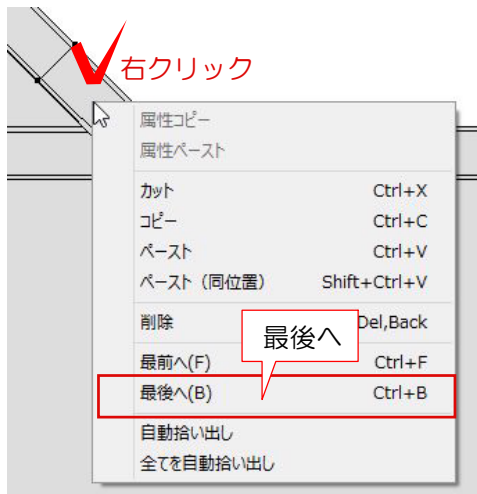 右クリック
属性コピー
属性ペースト
カット Ctrl+X
コピー Ctrl+C
ペースト Ctrl+V
ペースト（同位置） Shift+Ctrl+V
削除 Del,Back
最後へ
最前へ(F) Ctrl+F
最後へ(B) Ctrl+B
自動拾い出し
全てを自動拾い出し